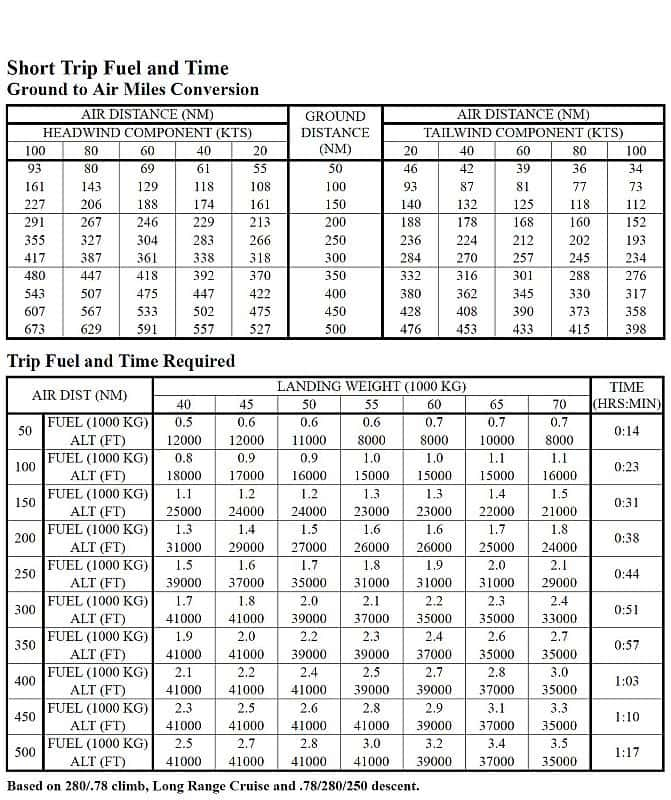 Short Trip Fuel and Time
Ground to Air Miles Conversion
AIR DISTANCE (NM) GROUND DISTANCE (NM) AIR DISTANCE (NM)
HEADWIND COMPONENT (KTS) TAILWIND COMPONENT (KTS)
100 80 60 40 20 20 40 60 80 100
93 80 69 61 55 50 46 42 39 36 34
161 143 129 118 108 100 93 87 81 77 73
227 206 188 174 161 150 140 132 125 118 112
291 267 246 229 213 200 188 178 168 160 152
355 327 304 283 266 250 236 224 212 202 193
417 387 361 338 318 300 284 270 257 245 234
480 447 418 392 370 350 332 316 301 288 276
543 507 475 447 422 400 380 362 345 330 317
607 567 533 502 475 450 428 408 390 373 358
673 629 591 557 527 500 476 453 433 415 398
Trip Fuel and Time Required
AIR DIST (NM) LANDING WEIGHT (1000 KG) TIME (HRS:MIN)
40 45 50 55 60 65 70
50 FUEL (1000 KG) 0.5 0.6 0.6 0.6 0.7 0.7 0.7 0:14
ALT (FT) 12000 12000 11000 8000 8000 10000 8000
100 FUEL (1000 KG) 0.8 0.9 0.9 1.0 1.0 1.1 1.1 0:23
ALT (FT) 18000 17000 16000 15000 15000 15000 16000
150 FUEL (1000 KG) 1.1 1.2 1.2 1.3 1.3 1.4 1.5 0:31
ALT (FT) 25000 24000 24000 23000 23000 22000 21000
200 FUEL (1000 KG) 1.3 1.4 1.5 1.6 1.6 1.7 1.8 0:38
ALT (FT) 31000 29000 27000 26000 26000 25000 24000
250 FUEL (1000 KG) 1.5 1.6 1.7 1.8 1.9 2.0 2.1 0:44
ALT (FT) 39000 37000 35000 31000 31000 31000 29000
300 FUEL (1000 KG) 1.7 1.8 2.0 2.1 2.2 2.3 2.4 0:51
ALT (FT) 41000 41000 39000 37000 35000 35000 33000
350 FUEL (1000 KG) 1.9 2.0 2.2 2.3 2.4 2.6 2.7 0:57
ALT (FT) 41000 41000 39000 39000 37000 35000 35000
400 FUEL (1000 KG) 2.1 2.2 2.4 2.5 2.7 2.8 3.0 1:03
ALT (FT) 41000 41000 41000 39000 39000 37000 35000
450 FUEL (1000 KG) 2.3 2.5 2.6 2.8 2.9 3.1 3.3 1:10
ALT (FT) 41000 41000 41000 41000 39000 37000 35000
500 FUEL (1000 KG) 2.5 2.7 2.8 3.0 3.2 3.4 3.5 1:17
ALT (FT) 41000 41000 41000 41000 39000 37000 35000
Based on 280/.78 climb, Long Range Cruise and .78/280/250 descent.